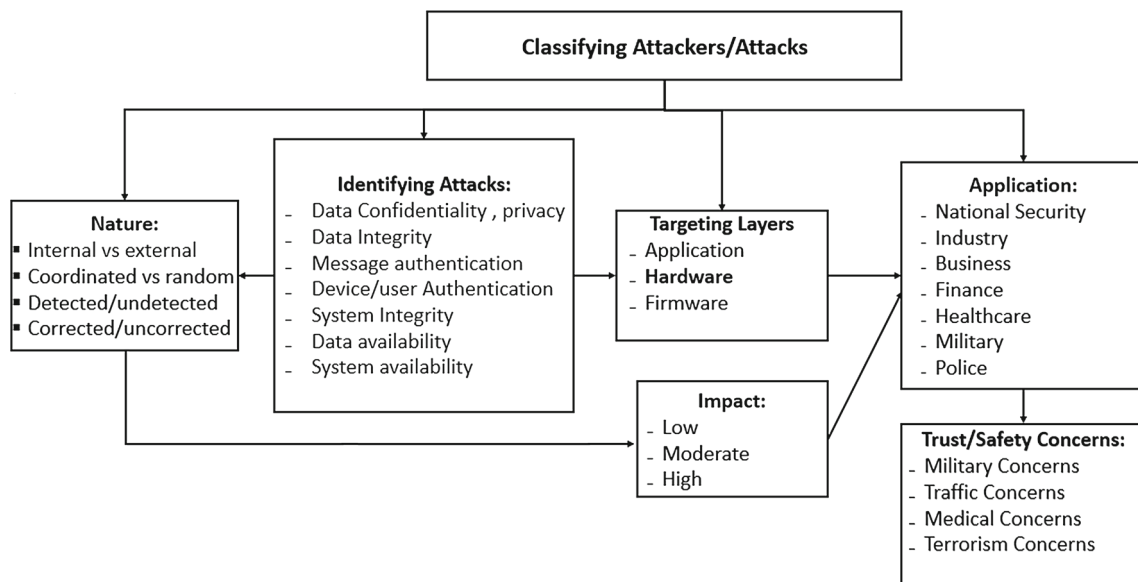 Classifying Attackers/Attacks
Nature:
▪ Internal vs external
▪ Coordinated vs random
▪ Detected/undetected
▪ Corrected/uncorrected
Identifying Attacks:
- Data Confidentiality , privacy
- Data Integrity
- Message authentication
- Device/user Authentication
- System Integrity
- Data availability
- System availability
Targeting Layers
- Application
- Hardware
- Firmware
Impact:
- Low
- Moderate
- High
Application:
- National Security
- Industry
- Business
- Finance
- Healthcare
- Military
- Police
Trust/Safety Concerns:
- Military Concerns
- Traffic Concerns
- Medical Concerns
- Terrorism Concerns